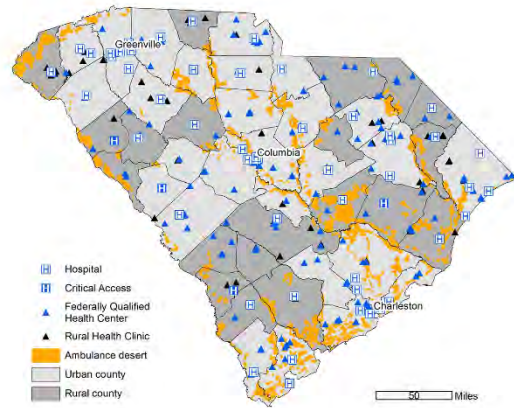 Greenville
Columbia
Charleston
H Hospital
H Critical Access
Federally Qualified
Health Center
Rural Health Clinic
Ambulance desert
Urban county
Rural county
50 Miles